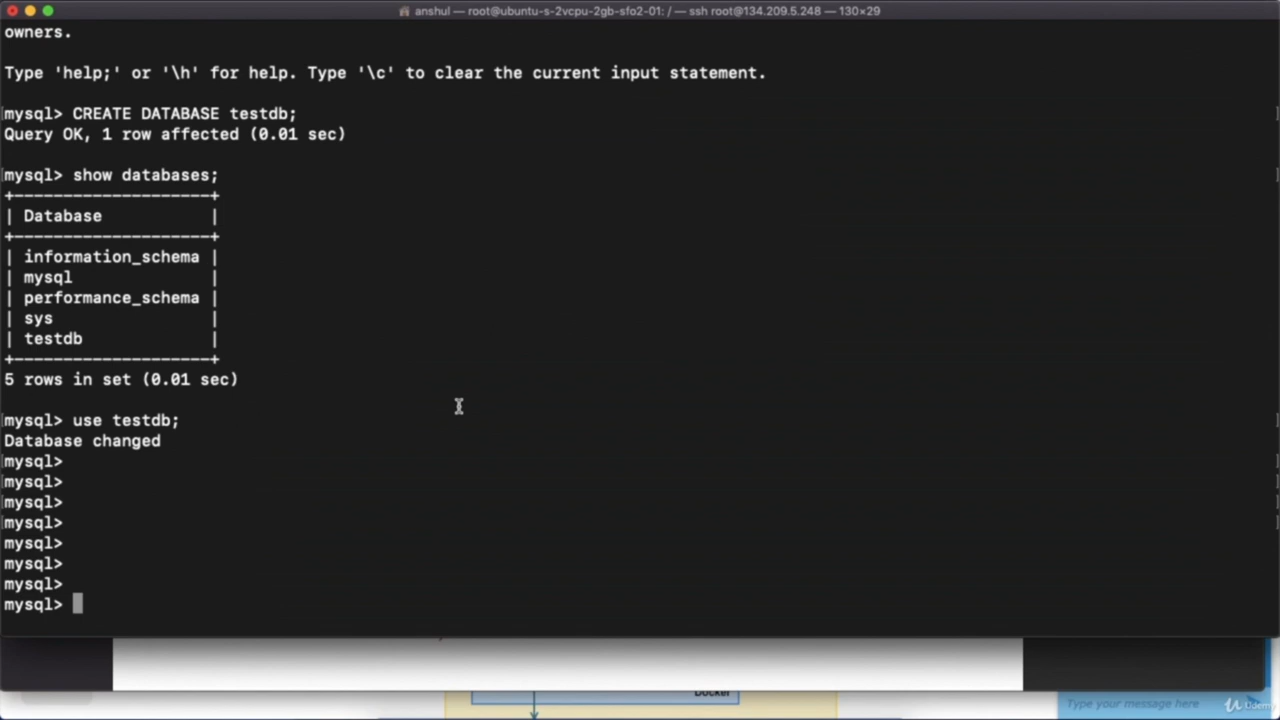 anshul — root@ubuntu-s-2vcpu-2gb-sfo2-01: / — ssh root@134.209.5.248 — 130×29
owners.
Type 'help;' or '\h' for help. Type '\c' to clear the current input statement.
mysql> CREATE DATABASE testdb;
Query OK, 1 row affected (0.01 sec)
mysql> show databases;
+--------------------+
| Database           |
+--------------------+
| information_schema |
| mysql              |
| performance_schema |
| sys                |
| testdb             |
+--------------------+
5 rows in set (0.01 sec)
mysql> use testdb;
Database changed
mysql>
mysql>
mysql>
mysql>
mysql>
mysql>
mysql>
mysql>
Docker
Type your message here
Udemy